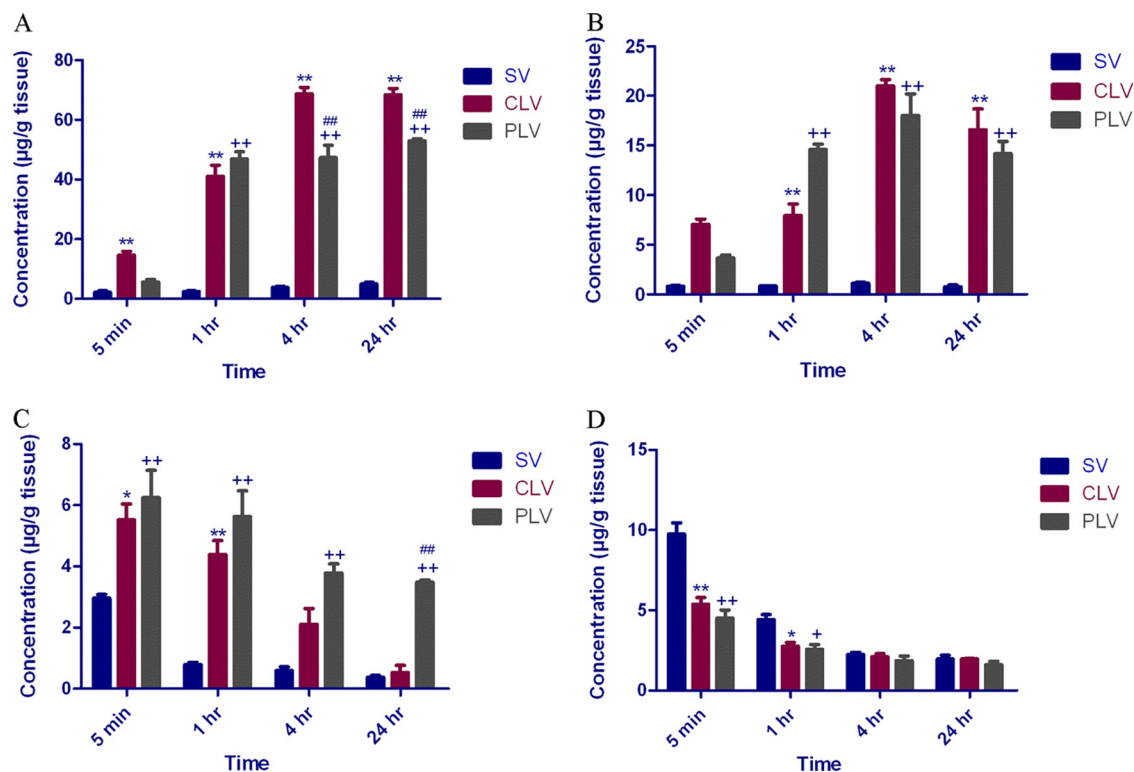 A
Concentration (µg/g tissue)
80
60
40
20
0
** ** ** **
++ ## ++ ## ++
5 min 1 hr 4 hr 24 hr
Time
SV
CLV
PLV
B
Concentration (µg/g tissue)
25
20
15
10
5
0
** ** **
++ ++ ++
5 min 1 hr 4 hr 24 hr
Time
SV
CLV
PLV
C
Concentration (µg/g tissue)
8
6
4
2
0
* **
++ ++ ++ ## ++
5 min 1 hr 4 hr 24 hr
Time
SV
CLV
PLV
D
Concentration (µg/g tissue)
15
10
5
0
** ++ * +
5 min 1 hr 4 hr 24 hr
Time
SV
CLV
PLV